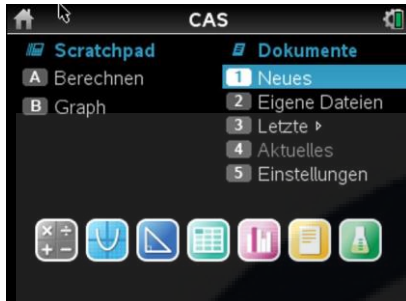 CAS
Scratchpad
A Berechnen
B Graph
Dokumente
1 Neues
2 Eigene Dateien
3 Letzte ▸
4 Aktuelles
5 Einstellungen